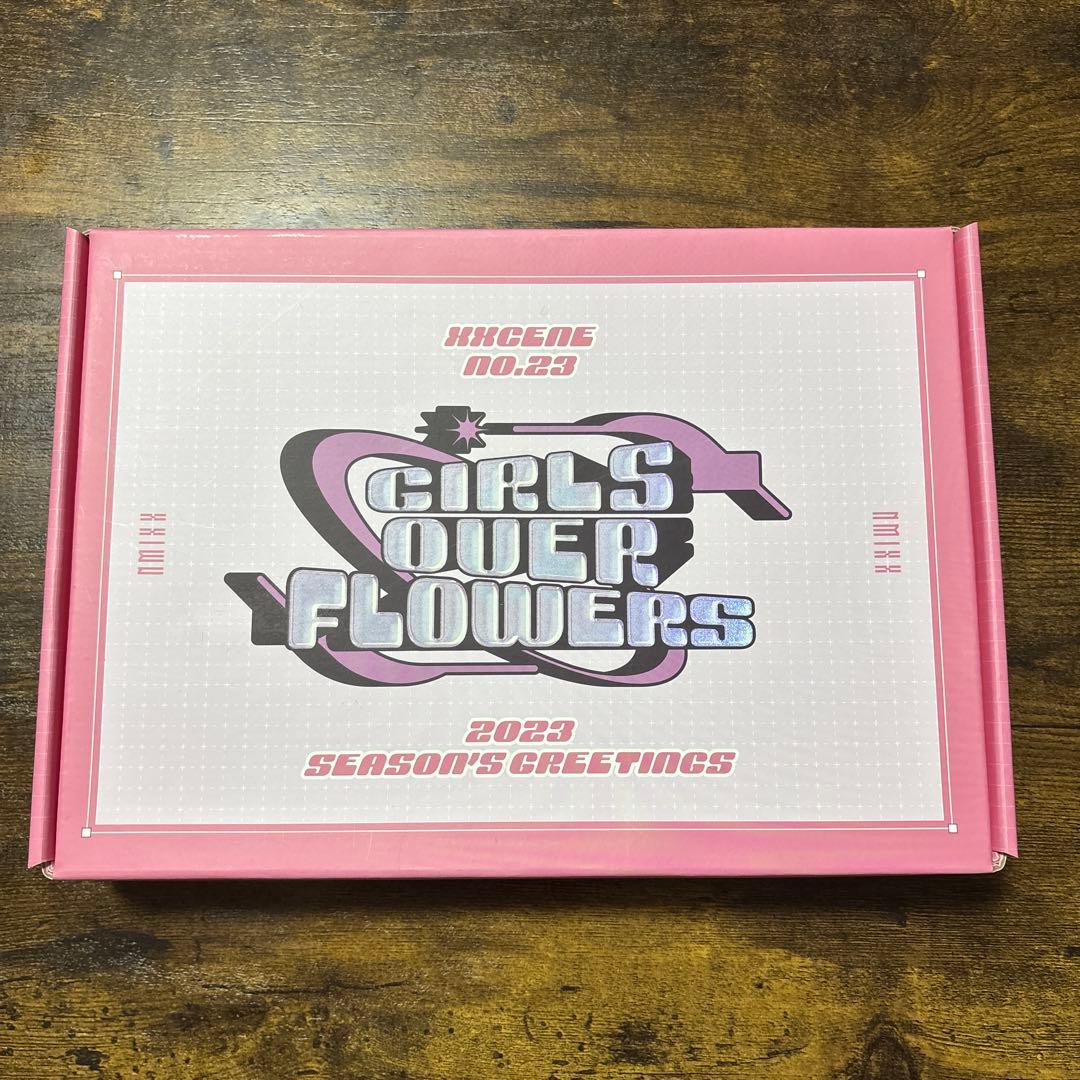 XXCENE
NO.23
GIRLS
OVER
FLOWERS
NMIXX
NMIXX
2023
SEASON'S GREETINGS